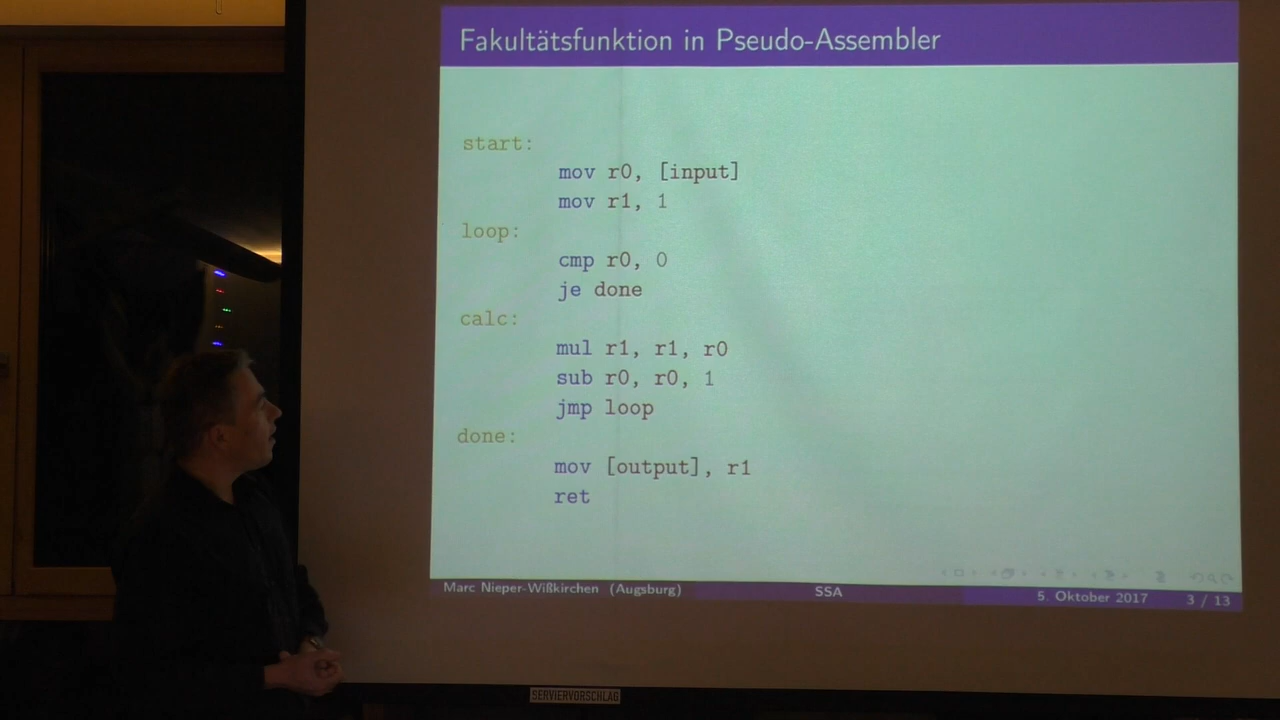 Fakultätsfunktion in Pseudo-Assembler
start:
mov r0, [input]
mov r1, 1
loop:
cmp r0, 0
je done
calc:
mul r1, r1, r0
sub r0, r0, 1
jmp loop
done:
mov [output], r1
ret
Marc Nieper-Wißkirchen (Augsburg) SSA 5. Oktober 2017 3 / 13
SERVIERVORSCHLAG